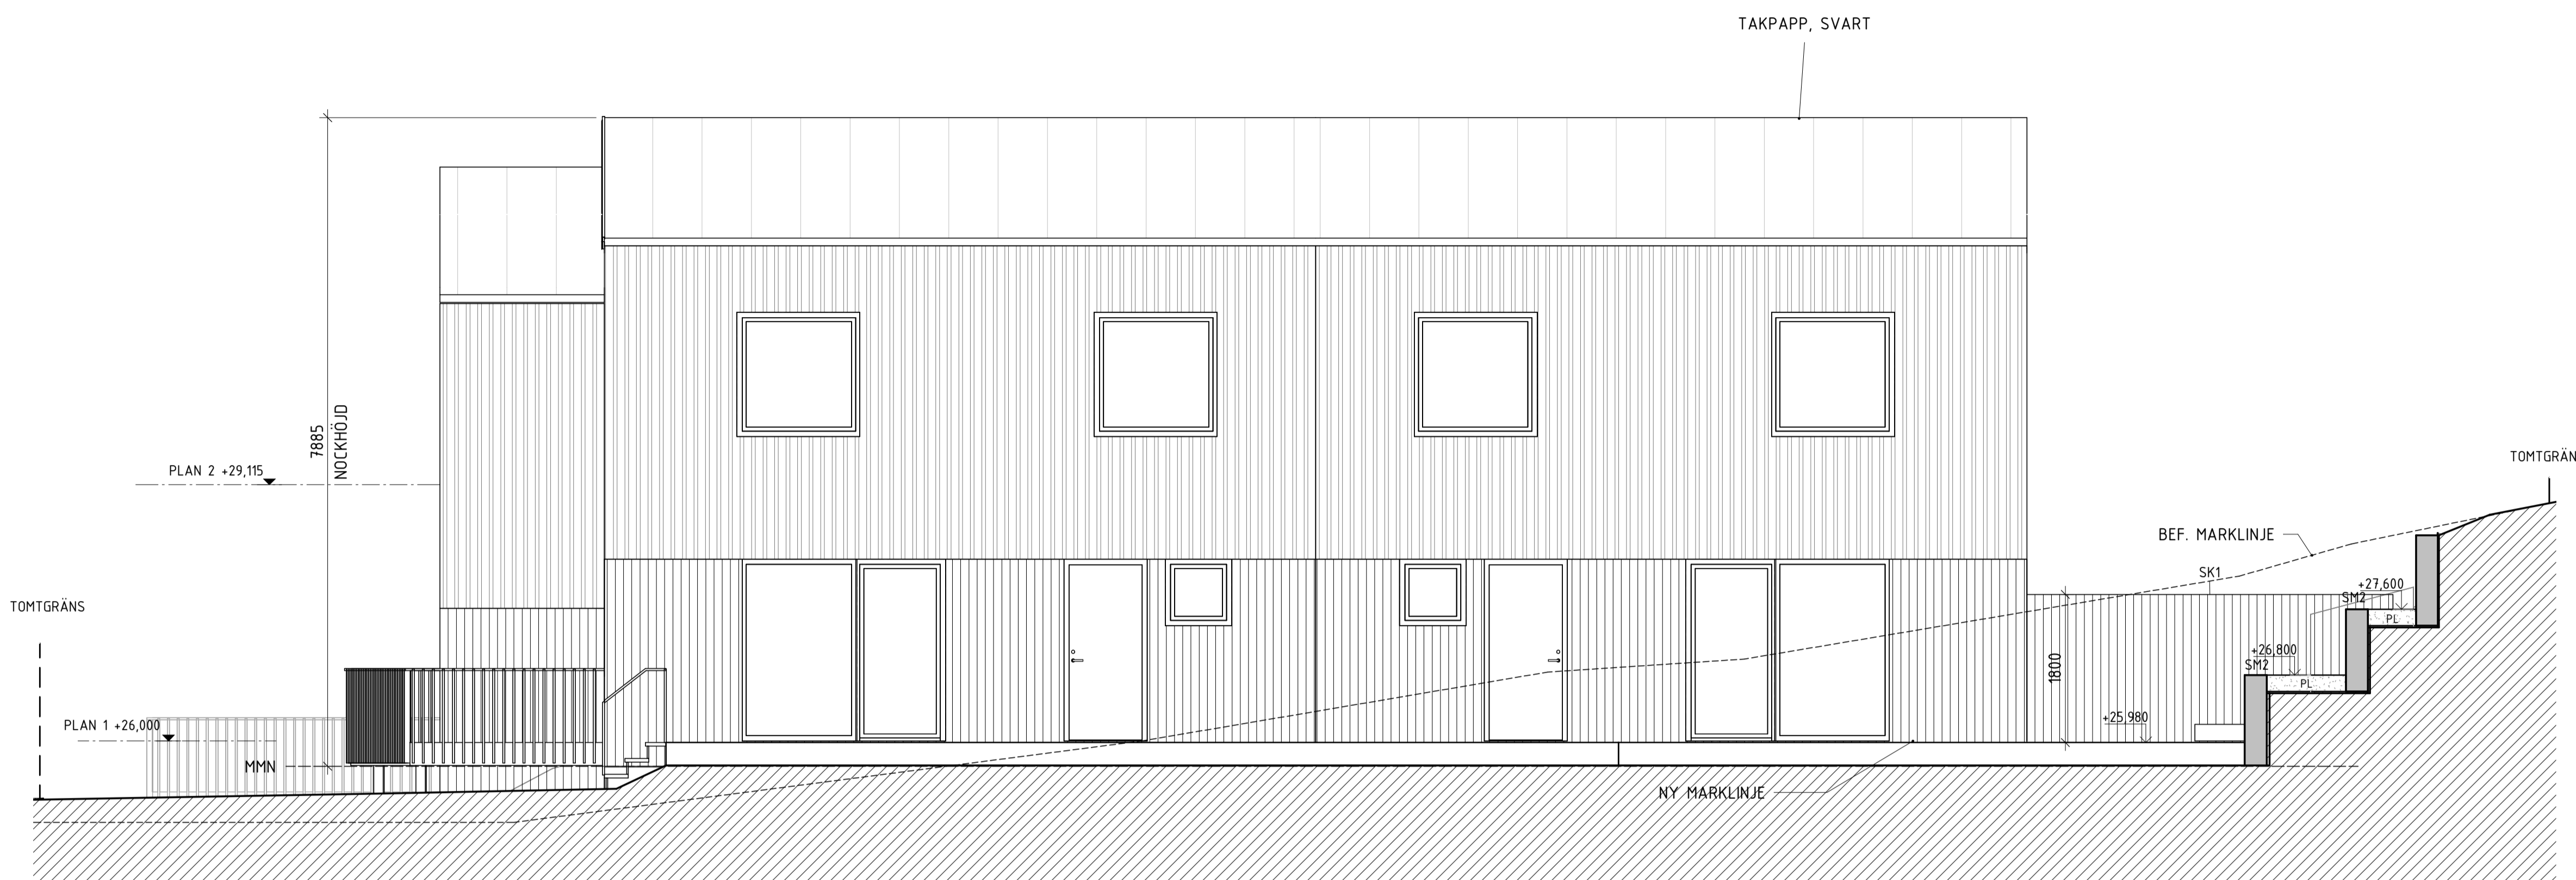 TAKPAPP, SVART
7885
NOCKHÖJD
PLAN 2 +29,115
TOMTGRÄN
BEF. MARKLINJE
SK1
+27,600
SM2
PL
TOMTGRÄNS
+26,800
SM2
PL
1800
+25,980
PLAN 1 +26,000
MMN
NY MARKLINJE